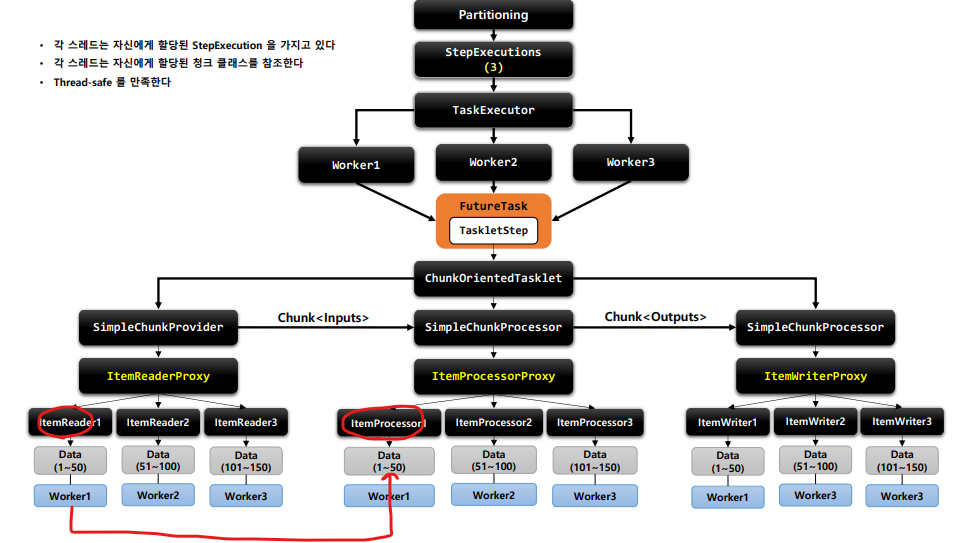 Partitioning
• 각 스레드는 자신에게 할당된 StepExecution 을 가지고 있다
• 각 스레드는 자신에게 할당된 청크 클래스를 참조한다
• Thread-safe 를 만족한다
StepExecutions
(3)
TaskExecutor
Worker1
Worker2
Worker3
FutureTask
TaskletStep
ChunkOrientedTasklet
SimpleChunkProvider
Chunk<Inputs>
SimpleChunkProcessor
Chunk<Outputs>
SimpleChunkProcessor
ItemReaderProxy
ItemProcessorProxy
ItemWriterProxy
ItemReader1
ItemReader2
ItemReader3
ItemProcessor1
ItemProcessor2
ItemProcessor3
ItemWriter1
ItemWriter2
ItemWriter3
Data
(1~50)
Data
(51~100)
Data
(101~150)
Data
(1~50)
Data
(51~100)
Data
(101~150)
Data
(1~50)
Data
(51~100)
Data
(101~150)
Worker1
Worker2
Worker3
Worker1
Worker2
Worker3
Worker1
Worker3
Worker3